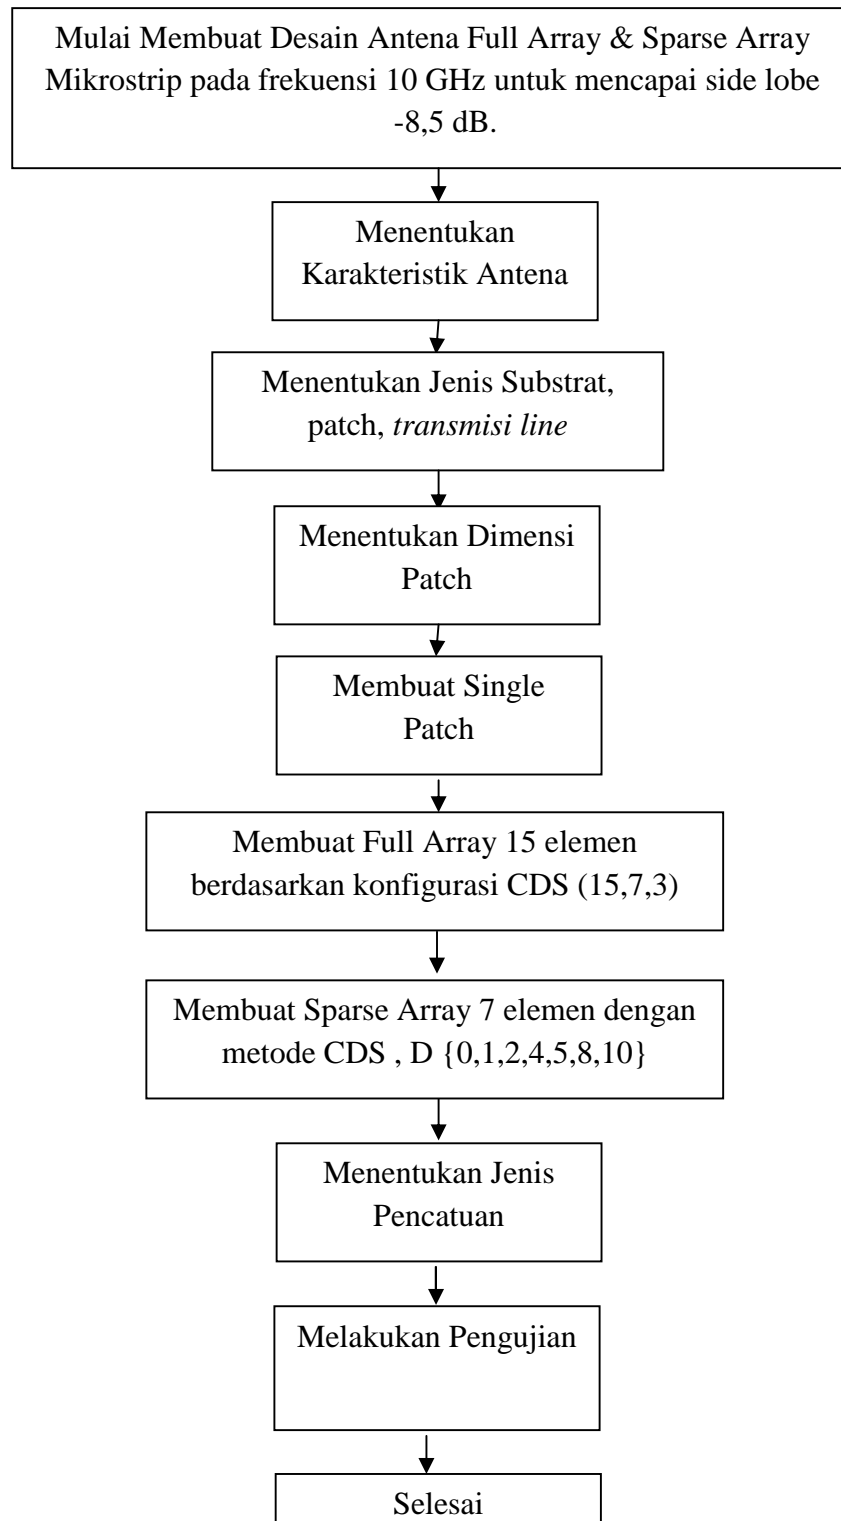 Mulai Membuat Desain Antena Full Array & Sparse Array
Mikrostrip pada frekuensi 10 GHz untuk mencapai side lobe
-8,5 dB.
Menentukan
Karakteristik Antena
Menentukan Jenis Substrat,
patch, transmisi line
Menentukan Dimensi
Patch
Membuat Single
Patch
Membuat Full Array 15 elemen
berdasarkan konfigurasi CDS (15,7,3)
Membuat Sparse Array 7 elemen dengan
metode CDS , D {0,1,2,4,5,8,10}
Menentukan Jenis
Pencatuan
Melakukan Pengujian
Selesai